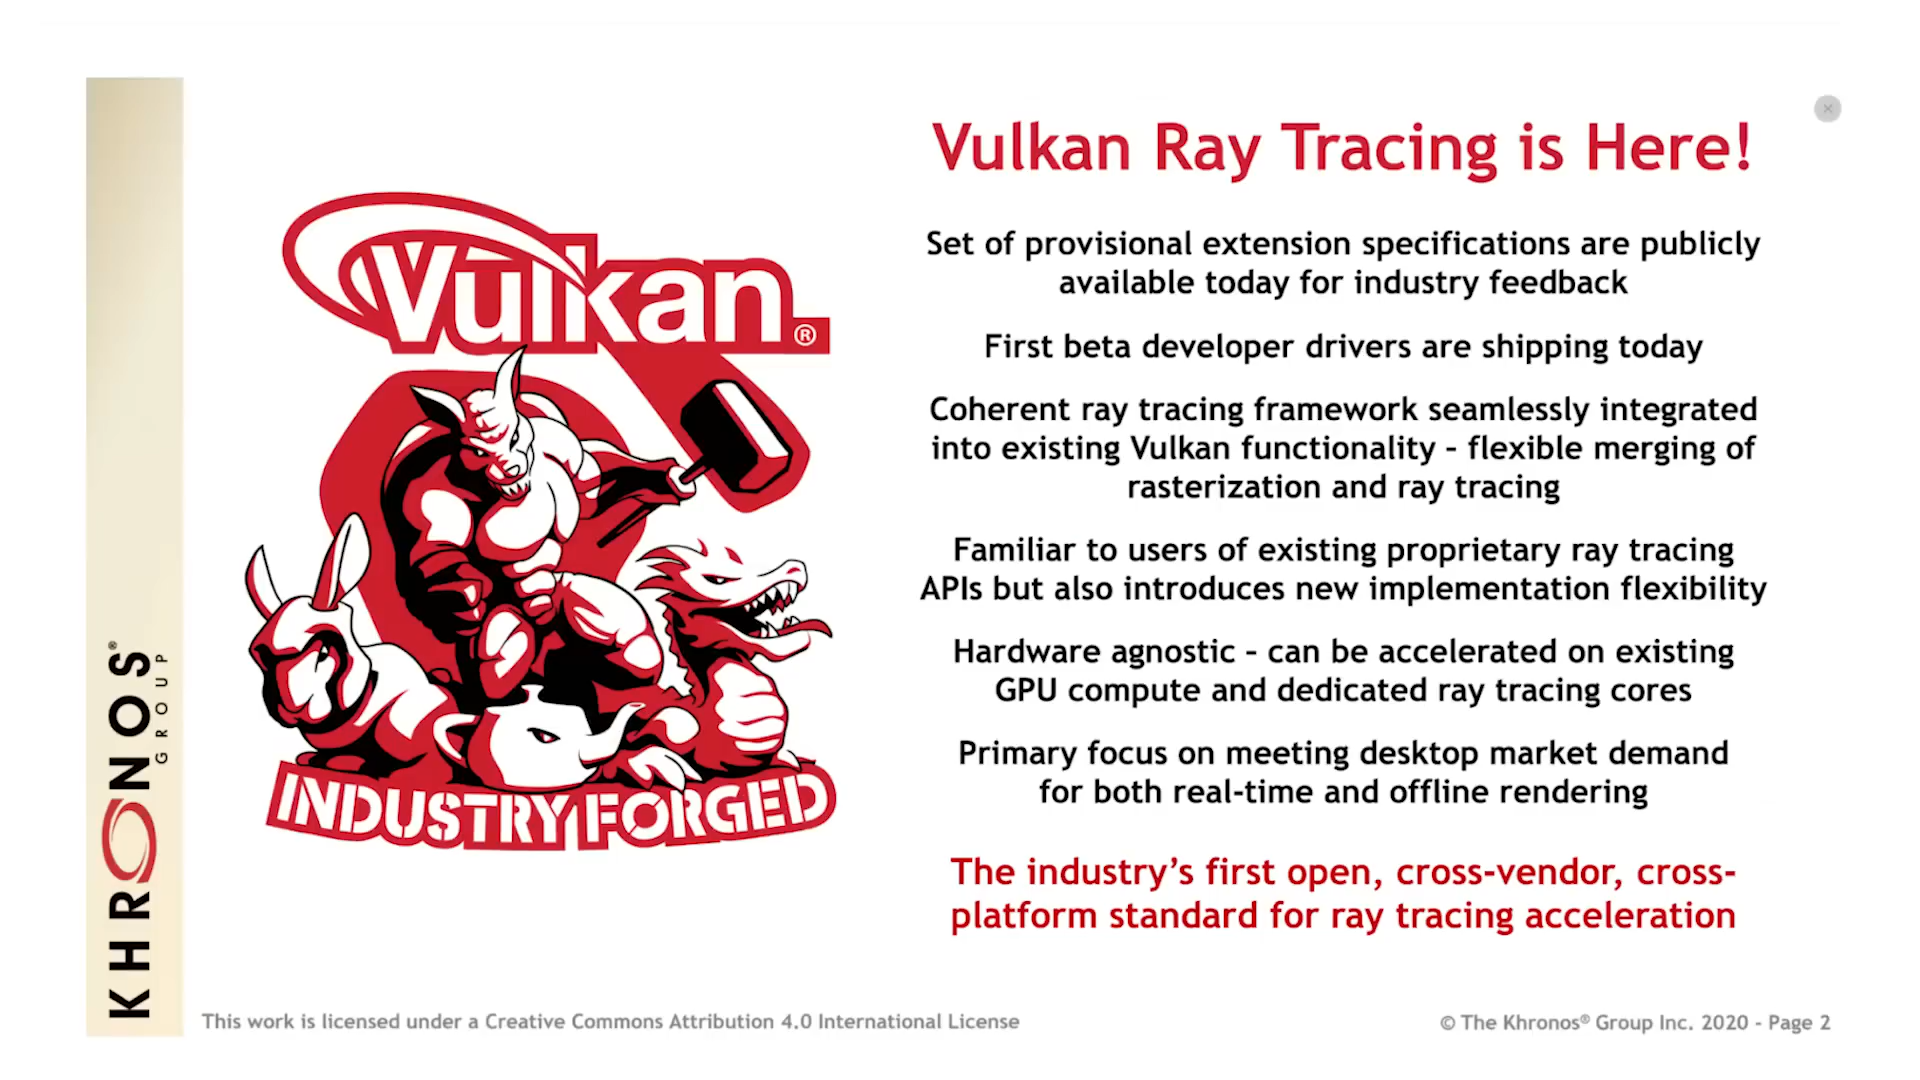 Vulkan Ray Tracing is Here!
Vulkan®
Set of provisional extension specifications are publicly
available today for industry feedback
First beta developer drivers are shipping today
Coherent ray tracing framework seamlessly integrated
into existing Vulkan functionality – flexible merging of
rasterization and ray tracing
Familiar to users of existing proprietary ray tracing
APIs but also introduces new implementation flexibility
Hardware agnostic – can be accelerated on existing
GPU compute and dedicated ray tracing cores
Primary focus on meeting desktop market demand
for both real-time and offline rendering
INDUSTRY FORGED
The industry’s first open, cross-vendor, cross-
platform standard for ray tracing acceleration
KHRONOS®
GROUP
This work is licensed under a Creative Commons Attribution 4.0 International License
© The Khronos® Group Inc. 2020 - Page 2